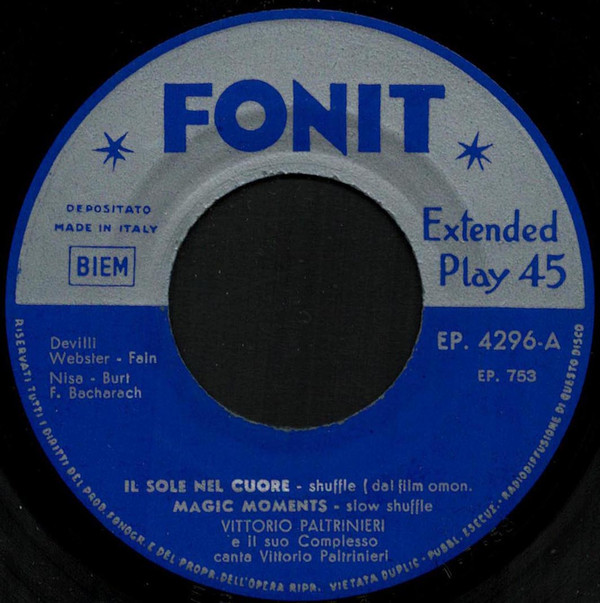 FONIT
DEPOSITATO
MADE IN ITALY
BIEM
Extended
Play 45
Devilli
Webster - Fain
Nisa - Burt
F. Bacharach
EP. 4296-A
EP. 753
IL SOLE NEL CUORE - shuffle ( dal film omon.
MAGIC MOMENTS - slow shuffle
VITTORIO PALTRINIERI
e il suo Complesso
canta Vittorio Paltrinieri
RISERVATI TUTTI I DIRITTI DEL PROD. FONOGR. E DEL PROPR. DELL'OPERA RIPR. VIETATA DUPLIC. - PUBBL. ESECUZ. - RADIODIFFUSIONE DI QUESTO DISCO